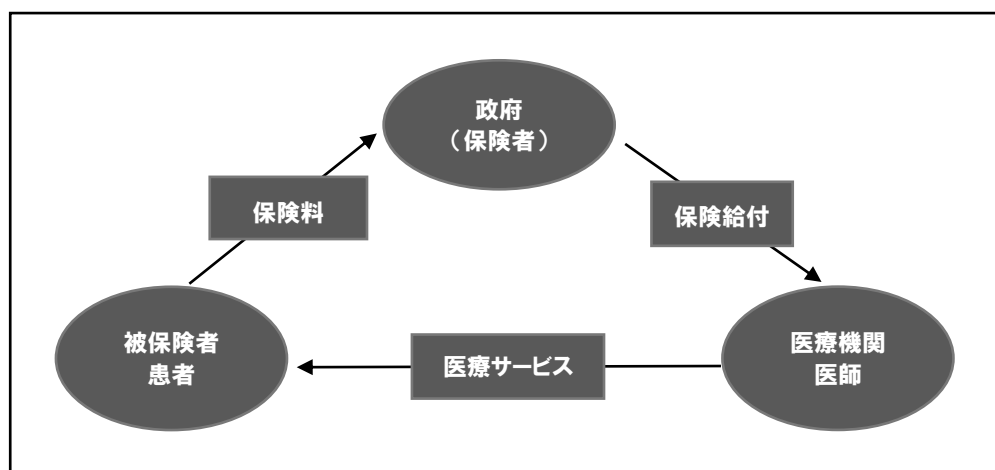 政府
（保険者）
保険料
保険給付
被保険者
患者
医療サービス
医療機関
医師